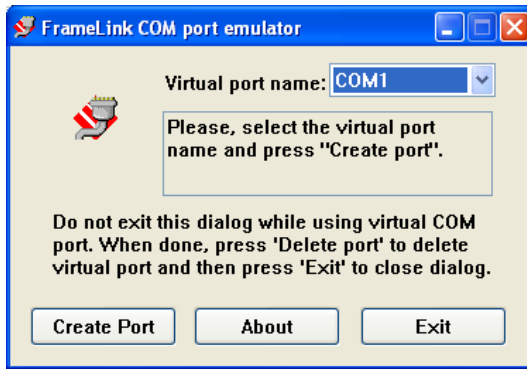 FrameLink COM port emulator
Virtual port name: COM1
Please, select the virtual port
name and press "Create port".
Do not exit this dialog while using virtual COM
port. When done, press 'Delete port' to delete
virtual port and then press 'Exit' to close dialog.
Create Port About Exit